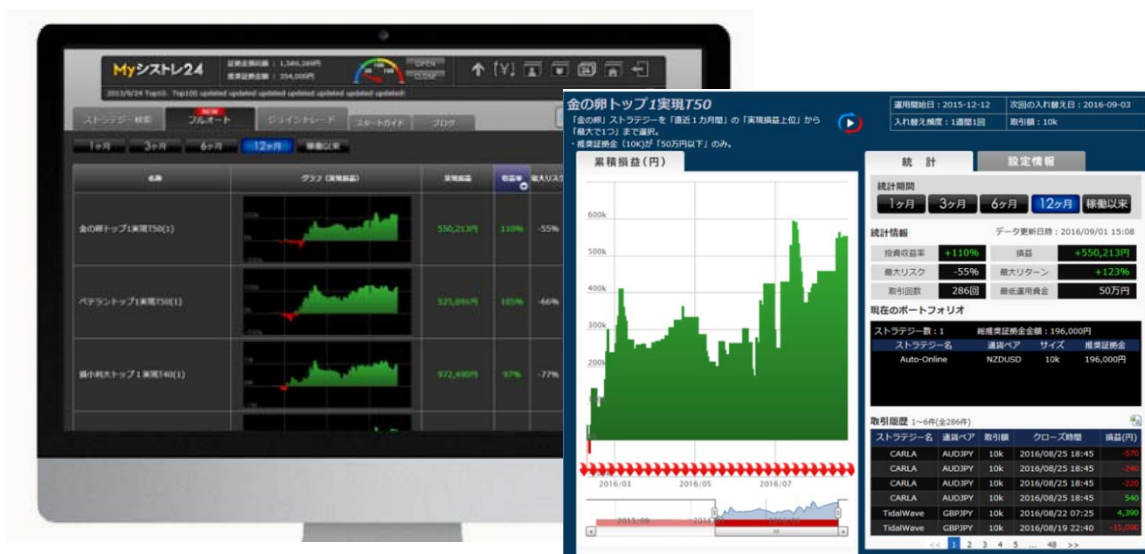 Myシストレ24
証拠金預託額 : 1,589,289円
推奨証拠金額 : 354,000円
OPEN
CLOSE
2013/9/24 Top10、Top100 updated updated updated updated updated updated updated!
ストラテジー検索
NEW
フルオート
ジョイントレード
スタートガイド
ブログ
1ヶ月 3ヶ月 6ヶ月 12ヶ月 稼働以来
名称 グラフ (実現損益) 実現損益 収益率 最大リスク
金の卵トップ1実現T50(1) 550,213円 110% -55%
ベテラントップ1実現T50(1) 525,691円 105% -66%
損小利大トップ1実現T40(1) 972,490円 97% -77%
金の卵トップ1実現T50
「金の卵」ストラテジーを「直近1カ月間」の「実現損益上位」から
「最大で1つ」まで選択。
・推奨証拠金（10K)が「50万円以下」のみ。
運用開始日：2015-12-12 次回の入れ替え日：2016-09-03
入れ替え頻度：1週間1回 取引額：10k
累積損益(円)
600k
500k
400k
300k
200k
2016/03 2016/05 2016/07
2015/09
統 計 設定情報
統計期間
1ヶ月 3ヶ月 6ヶ月 12ヶ月 稼働以来
統計情報 データ更新日時：2016/09/01 15:08
投資収益率 +110% 損益 +550,213円
最大リスク -55% 最大リターン +123%
取引回数 286回 最低運用資金 50万円
現在のポートフォリオ
ストラテジー数：1 総推奨証拠金金額：196,000円
ストラテジー名 通貨ペア サイズ 推奨証拠金
Auto-Online NZDUSD 10k 196,000円
取引履歴 1~6件(全286件)
ストラテジー名 通貨ペア 取引額 クローズ時間 損益(円)
CARLA AUDJPY 10k 2016/08/25 18:45 -570
CARLA AUDJPY 10k 2016/08/25 18:45 -240
CARLA AUDJPY 10k 2016/08/25 18:45 -220
CARLA AUDJPY 10k 2016/08/25 18:45 540
TidalWave GBPJPY 10k 2016/08/22 07:25 4,390
TidalWave GBPJPY 10k 2016/08/19 22:40 -15,090
<< 1 2 3 4 5 ... 48 >>